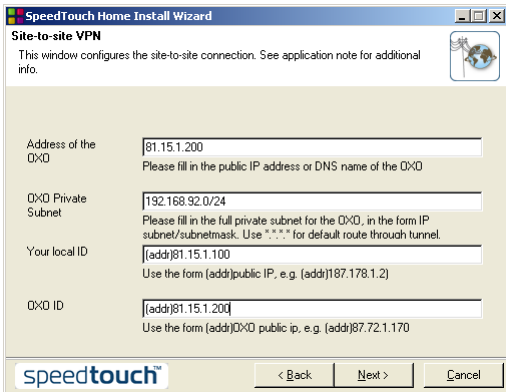 SpeedTouch Home Install Wizard
Site-to-site VPN
This window configures the site-to-site connection. See application note for additional
info.
Address of the
OXO
81.15.1.200
Please fill in the public IP address or DNS name of the OXO
OXO Private
Subnet
192.168.92.0/24
Please fill in the full private subnet for the OXO, in the form IP
subnet/subnetmask. Use "*.*.*.*" for default route through tunnel.
Your local ID
(addr)81.15.1.100
Use the form (addr)public IP, e.g. (addr)187.178.1.2)
OXO ID
(addr)81.15.1.200
Use the form (addr)OXO public ip, e.g. (addr)87.72.1.170
speedtouch™
< Back
Next >
Cancel